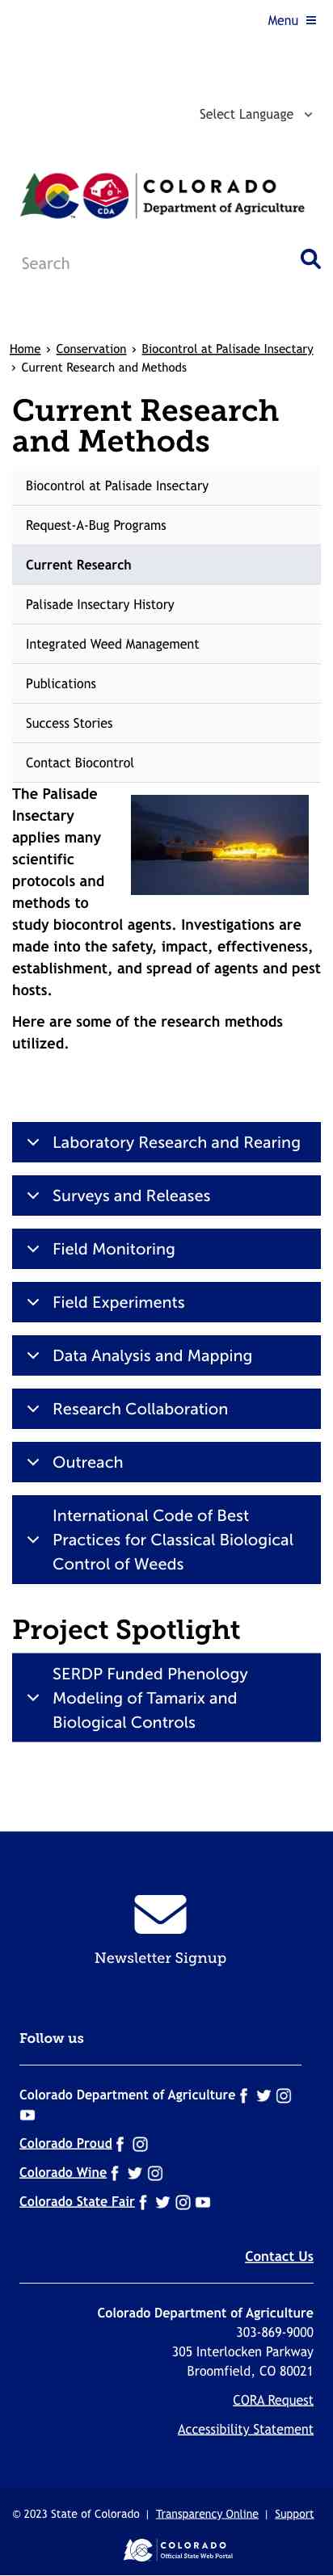 Menu
Select Language
CDA
COLORADO
Department of Agriculture
Search
Home › Conservation › Biocontrol at Palisade Insectary
› Current Research and Methods
Current Research
and Methods
Biocontrol at Palisade Insectary
Request-A-Bug Programs
Current Research
Palisade Insectary History
Integrated Weed Management
Publications
Success Stories
Contact Biocontrol
The Palisade
Insectary
applies many
scientific
protocols and
methods to
study biocontrol agents. Investigations are
made into the safety, impact, effectiveness,
establishment, and spread of agents and pest
hosts.
Here are some of the research methods
utilized.
Laboratory Research and Rearing
Surveys and Releases
Field Monitoring
Field Experiments
Data Analysis and Mapping
Research Collaboration
Outreach
International Code of Best
Practices for Classical Biological
Control of Weeds
Project Spotlight
SERDP Funded Phenology
Modeling of Tamarix and
Biological Controls
Newsletter Signup
Follow us
Colorado Department of Agriculture
Colorado Proud
Colorado Wine
Colorado State Fair
Contact Us
Colorado Department of Agriculture
303-869-9000
305 Interlocken Parkway
Broomfield, CO 80021
CORA Request
Accessibility Statement
© 2023 State of Colorado | Transparency Online | Support
COLORADO
Official State Web Portal